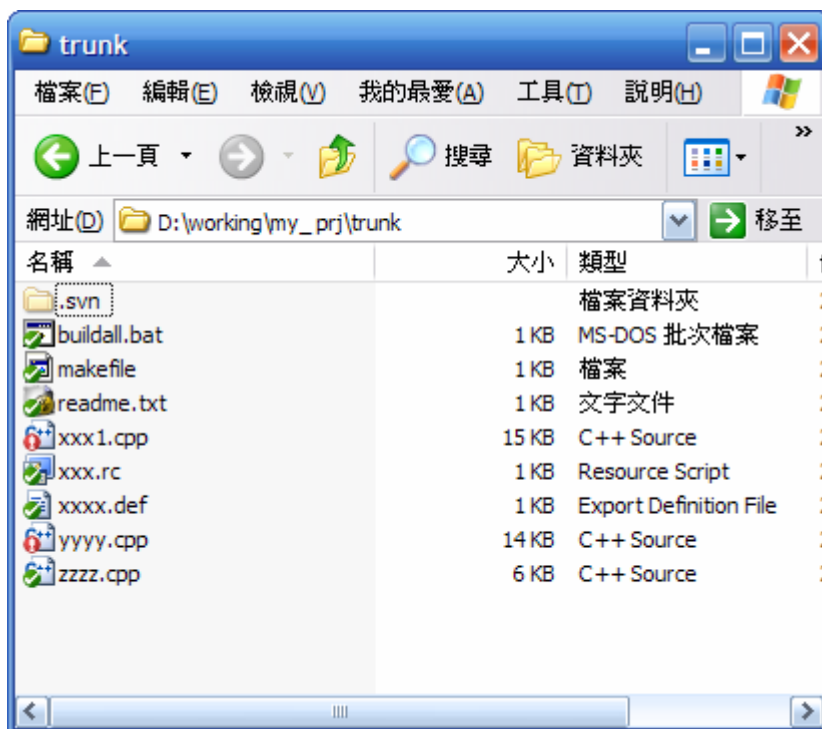 trunk
檔案(F) 編輯(E) 檢視(V) 我的最愛(A) 工具(T) 說明(H)
上一頁 搜尋 資料夾 »
網址(D) D:\working\my_prj\trunk 移至
名稱 大小 類型
.svn 檔案資料夾
buildall.bat 1 KB MS-DOS 批次檔案
makefile 1 KB 檔案
readme.txt 1 KB 文字文件
xxx1.cpp 15 KB C++ Source
xxx.rc 1 KB Resource Script
xxxx.def 1 KB Export Definition File
yyyy.cpp 14 KB C++ Source
zzzz.cpp 6 KB C++ Source